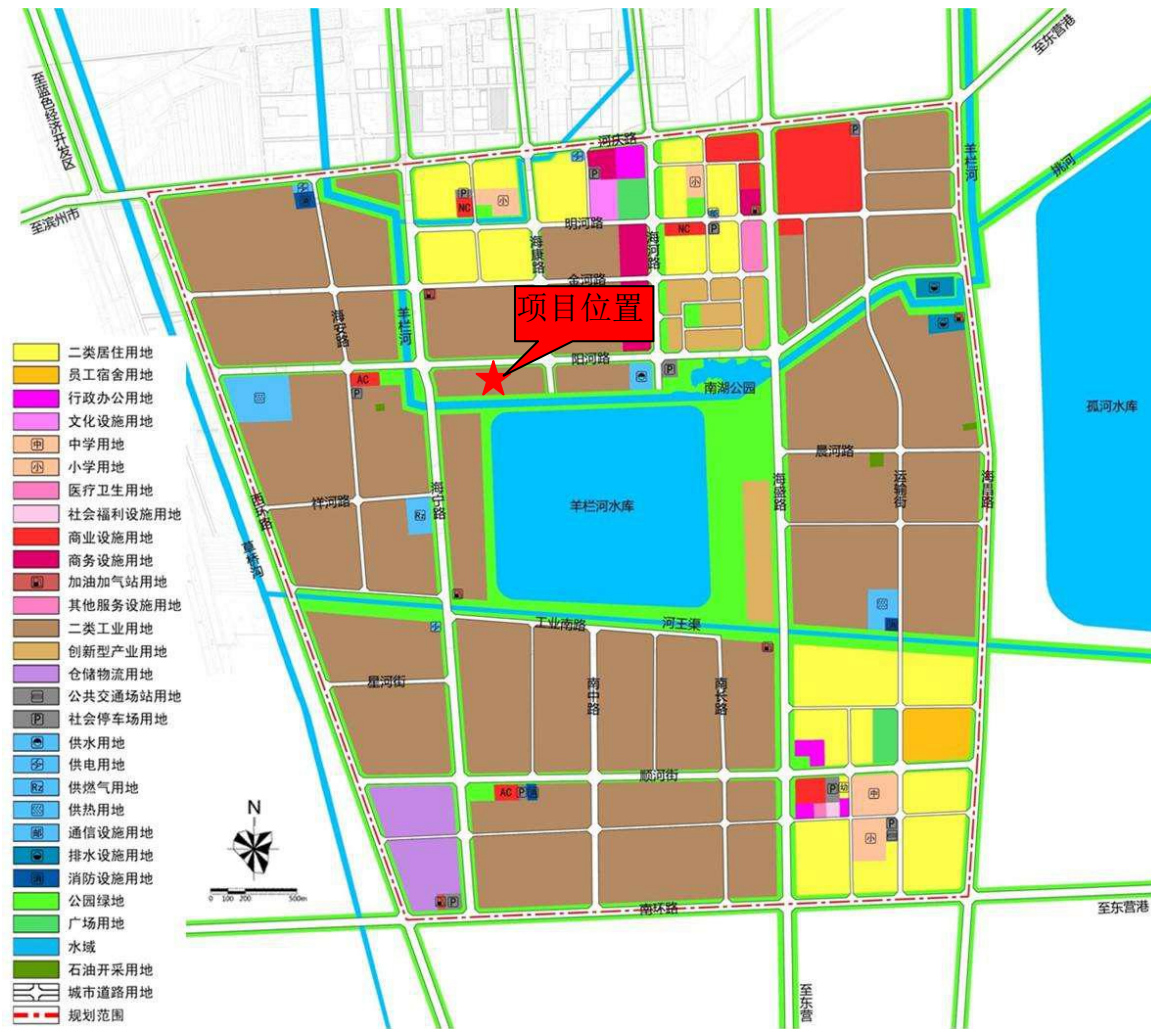 至东营港
至蓝色经济开发区
至滨州市
河庆路
羊栏河
挑河
P
P
小
NC
P
小
明河路
海康路
海河路
NC
P
金河路
项目位置
海安路
羊栏河
阳河路
P
南湖公园
AC
P
孤河水库
晨河路
海盛路
运输街
西环路
祥河路
海宁路
羊栏河水库
草桥沟
工业南路
河王渠
星河街
南中路
南长路
顺河街
AC
P
P
幼
中
小
P
P
南环路
至东营港
至东营
二类居住用地
员工宿舍用地
行政办公用地
文化设施用地
中 中学用地
小 小学用地
医疗卫生用地
社会福利设施用地
商业设施用地
商务设施用地
加油加气站用地
其他服务设施用地
二类工业用地
创新型产业用地
仓储物流用地
公共交通场站用地
P 社会停车场用地
供水用地
供电用地
供燃气用地
供热用地
邮 通信设施用地
排水设施用地
消 消防设施用地
公园绿地
广场用地
水域
石油开采用地
城市道路用地
规划范围
N
0 100 200 500m